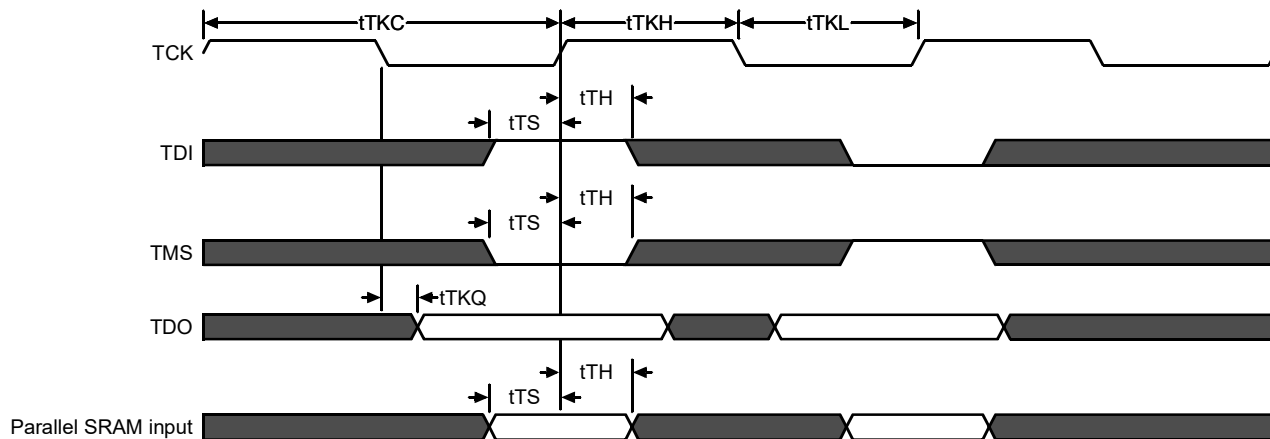 tTKC tTKH tTKL
TCK
tTH
tTS
TDI
tTH
tTS
TMS
tTKQ
TDO
tTH
tTS
Parallel SRAM input